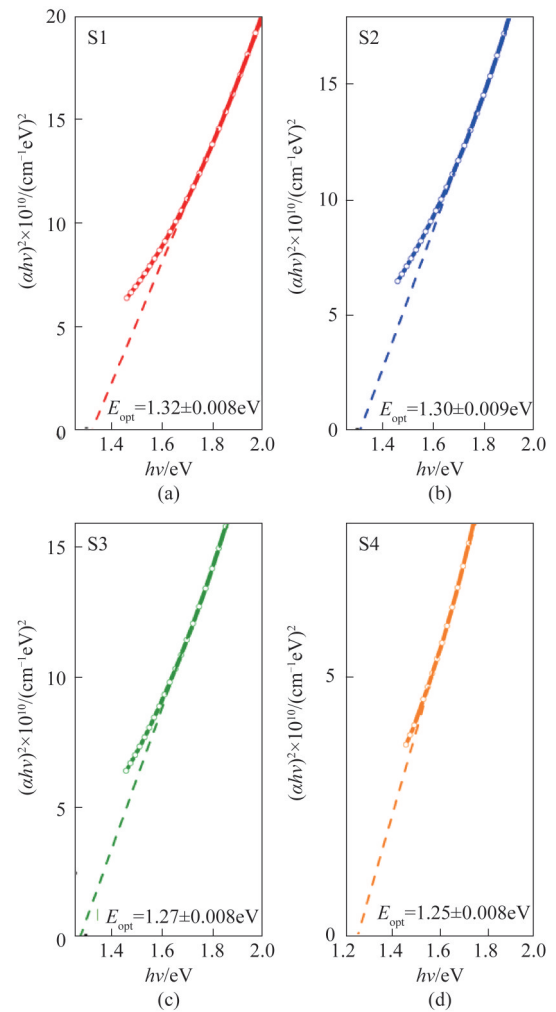 20
15
10
5
0
S1
(αhν)²×10¹⁰/(cm⁻¹eV)²
E_opt=1.32±0.008eV
1.4 1.6 1.8 2.0
hν/eV
(a)
15
10
5
0
S2
(αhν)²×10¹⁰/(cm⁻¹eV)²
E_opt=1.30±0.009eV
1.4 1.6 1.8 2.0
hν/eV
(b)
15
10
5
0
S3
(αhν)²×10¹⁰/(cm⁻¹eV)²
E_opt=1.27±0.008eV
1.4 1.6 1.8 2.0
hν/eV
(c)
5
0
S4
(αhν)²×10¹⁰/(cm⁻¹eV)²
E_opt=1.25±0.008eV
1.2 1.4 1.6 1.8 2.0
hν/eV
(d)